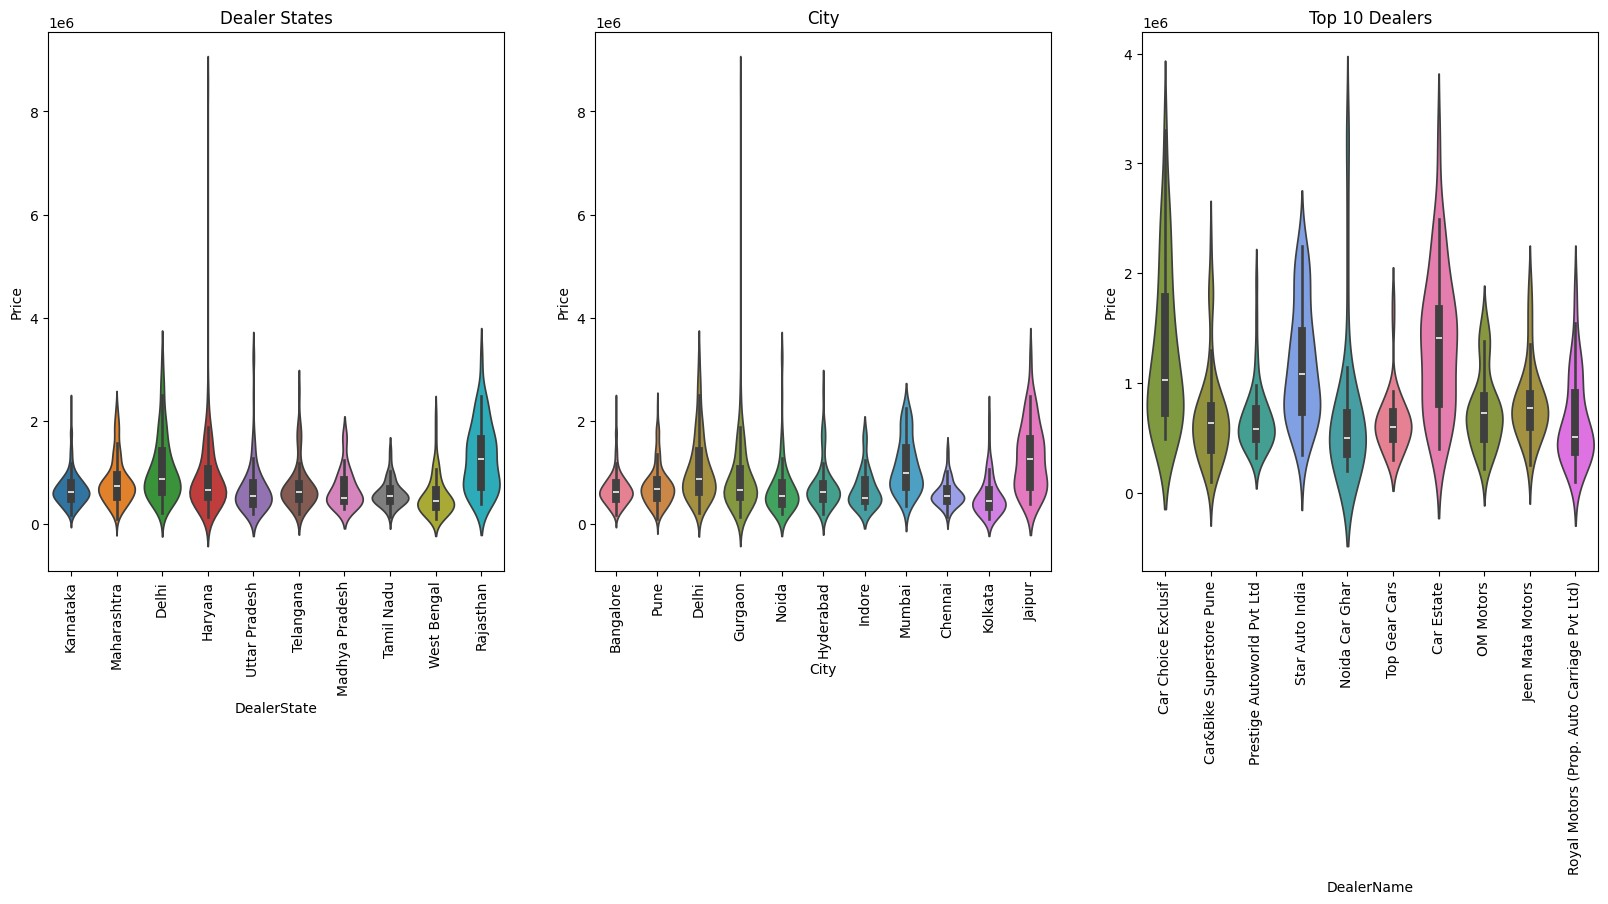 Dealer States
1e6
Price
8
6
4
2
0
Karnataka
Maharashtra
Delhi
Haryana
Uttar Pradesh
Telangana
Madhya Pradesh
Tamil Nadu
West Bengal
Rajasthan
DealerState
City
1e6
Price
8
6
4
2
0
Bangalore
Pune
Delhi
Gurgaon
Noida
Hyderabad
Indore
Mumbai
Chennai
Kolkata
Jaipur
City
Top 10 Dealers
1e6
Price
4
3
2
1
0
Car Choice Exclusif
Car&Bike Superstore Pune
Prestige Autoworld Pvt Ltd
Star Auto India
Noida Car Ghar
Top Gear Cars
Car Estate
OM Motors
Jeen Mata Motors
Royal Motors (Prop. Auto Carriage Pvt Ltd)
DealerName